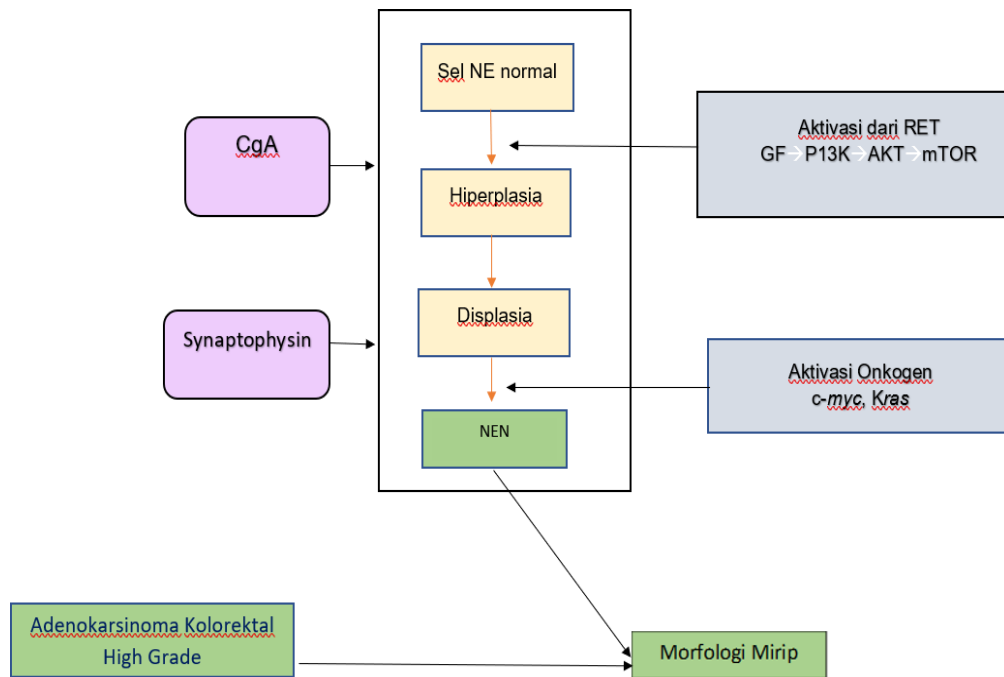 Sel NE normal
CgA
Aktivasi dari RET
GF→P13K→AKT→mTOR
Hiperplasia
Displasia
Synaptophysin
Aktivasi Onkogen
c-myc, Kras
NEN
Adenokarsinoma Kolorektal
High Grade
Morfologi Mirip